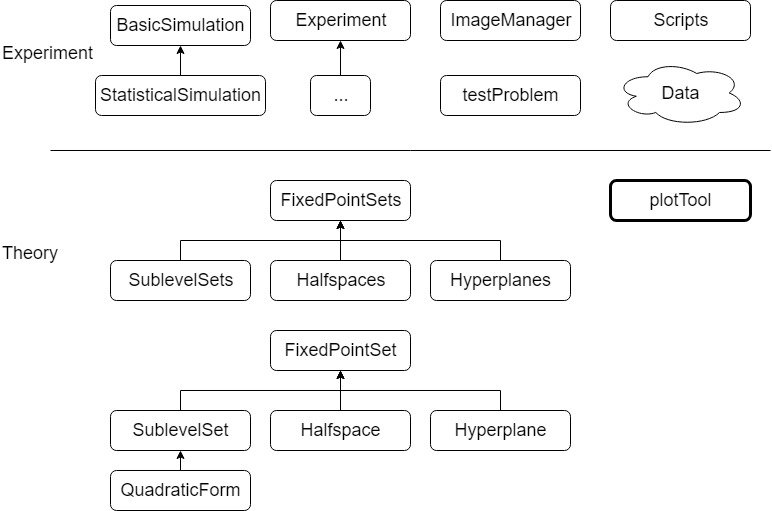 BasicSimulation
Experiment
ImageManager
Scripts
Experiment
StatisticalSimulation
...
testProblem
Data
FixedPointSets
plotTool
Theory
SublevelSets
Halfspaces
Hyperplanes
FixedPointSet
SublevelSet
Halfspace
Hyperplane
QuadraticForm